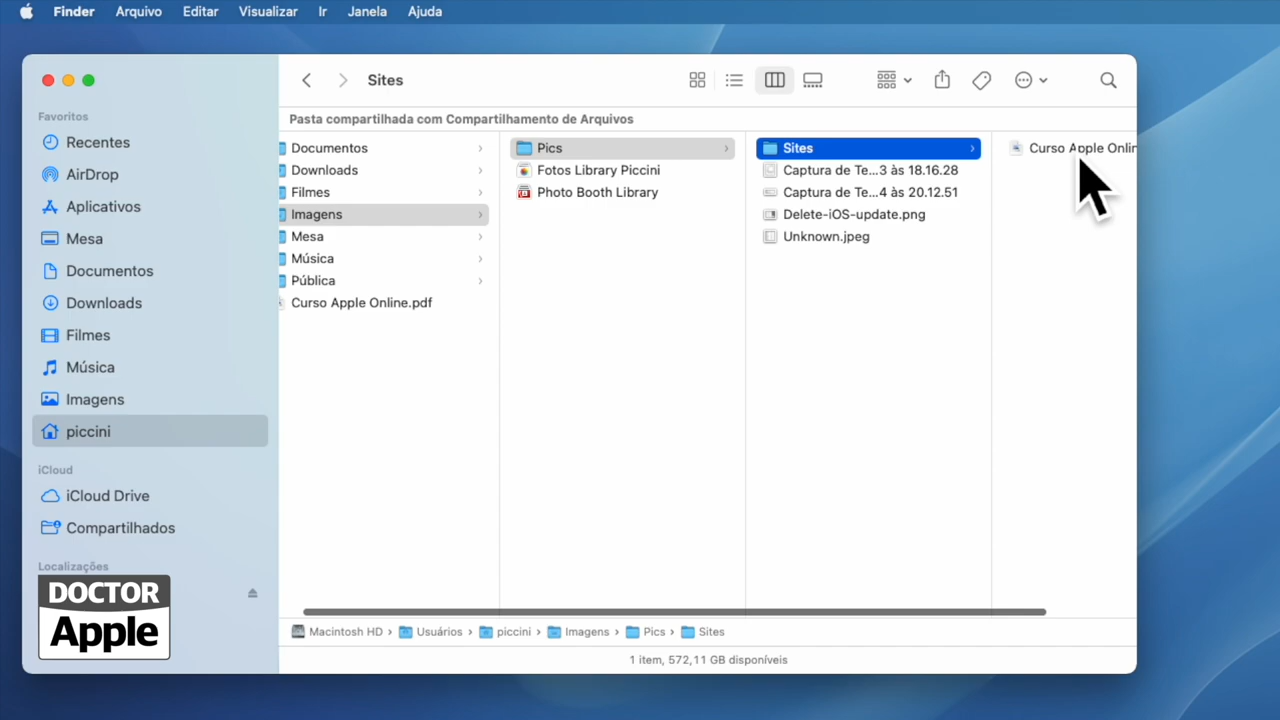 Finder Arquivo Editar Visualizar Ir Janela Ajuda
Sites
Pasta compartilhada com Compartilhamento de Arquivos
Favoritos
Recentes
AirDrop
Aplicativos
Mesa
Documentos
Downloads
Filmes
Música
Imagens
piccini
iCloud
iCloud Drive
Compartilhados
Localizações
DOCTOR
Apple
Documentos
Downloads
Filmes
Imagens
Mesa
Música
Pública
Curso Apple Online.pdf
Pics
Fotos Library Piccini
Photo Booth Library
Sites
Captura de Te...3 às 18.16.28
Captura de Te...4 às 20.12.51
Delete-iOS-update.png
Unknown.jpeg
Curso Apple Onlin
Macintosh HD › Usuários › piccini › Imagens › Pics › Sites
1 item, 572,11 GB disponíveis